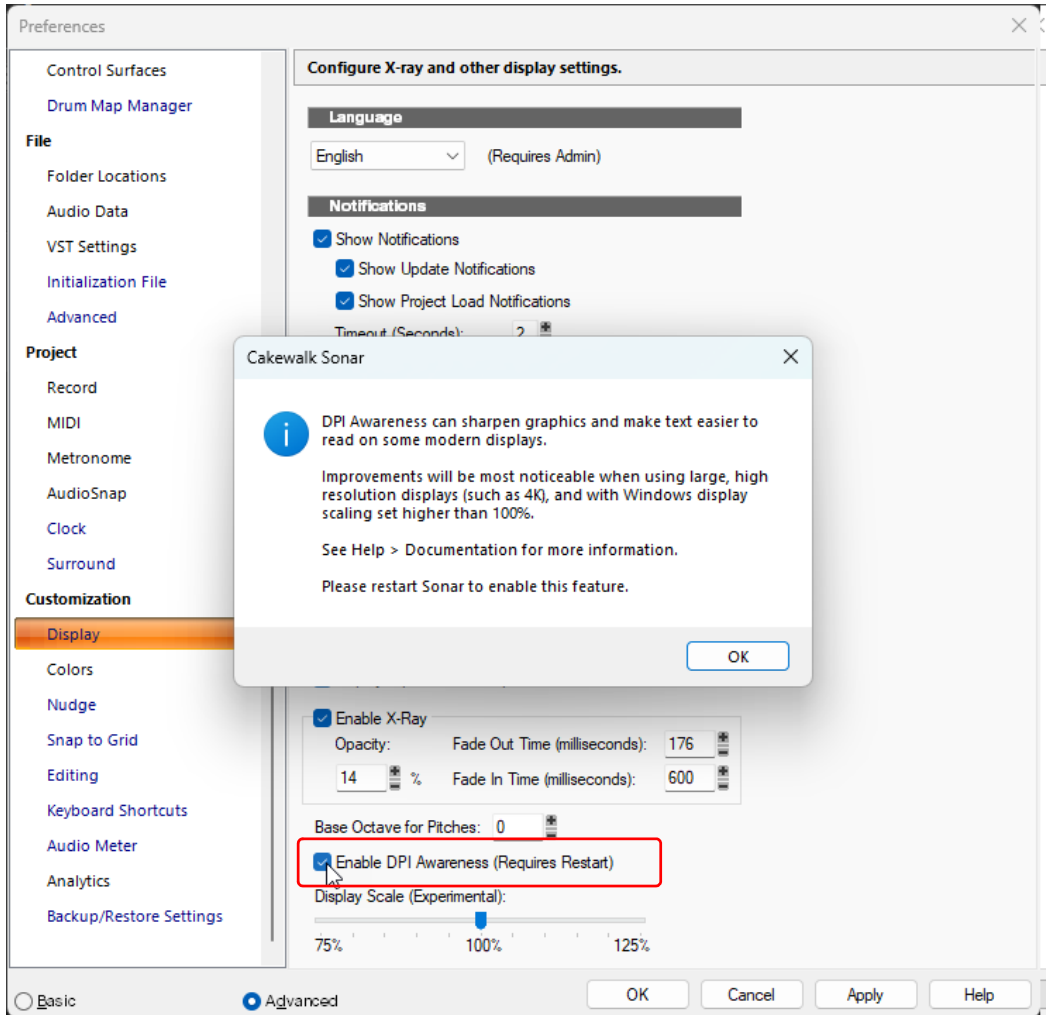 Preferences
Control Surfaces
Drum Map Manager
File
Folder Locations
Audio Data
VST Settings
Initialization File
Advanced
Project
Record
MIDI
Metronome
AudioSnap
Clock
Surround
Customization
Display
Colors
Nudge
Snap to Grid
Editing
Keyboard Shortcuts
Audio Meter
Analytics
Backup/Restore Settings
Basic
Advanced
Configure X-ray and other display settings.
Language
English (Requires Admin)
Notifications
Show Notifications
Show Update Notifications
Show Project Load Notifications
Timeout (Seconds): 2
Cakewalk Sonar
DPI Awareness can sharpen graphics and make text easier to
read on some modern displays.
Improvements will be most noticeable when using large, high
resolution displays (such as 4K), and with Windows display
scaling set higher than 100%.
See Help > Documentation for more information.
Please restart Sonar to enable this feature.
OK
Enable X-Ray
Opacity: Fade Out Time (milliseconds): 176
14 % Fade In Time (milliseconds): 600
Base Octave for Pitches: 0
Enable DPI Awareness (Requires Restart)
Display Scale (Experimental):
75% 100% 125%
OK Cancel Apply Help